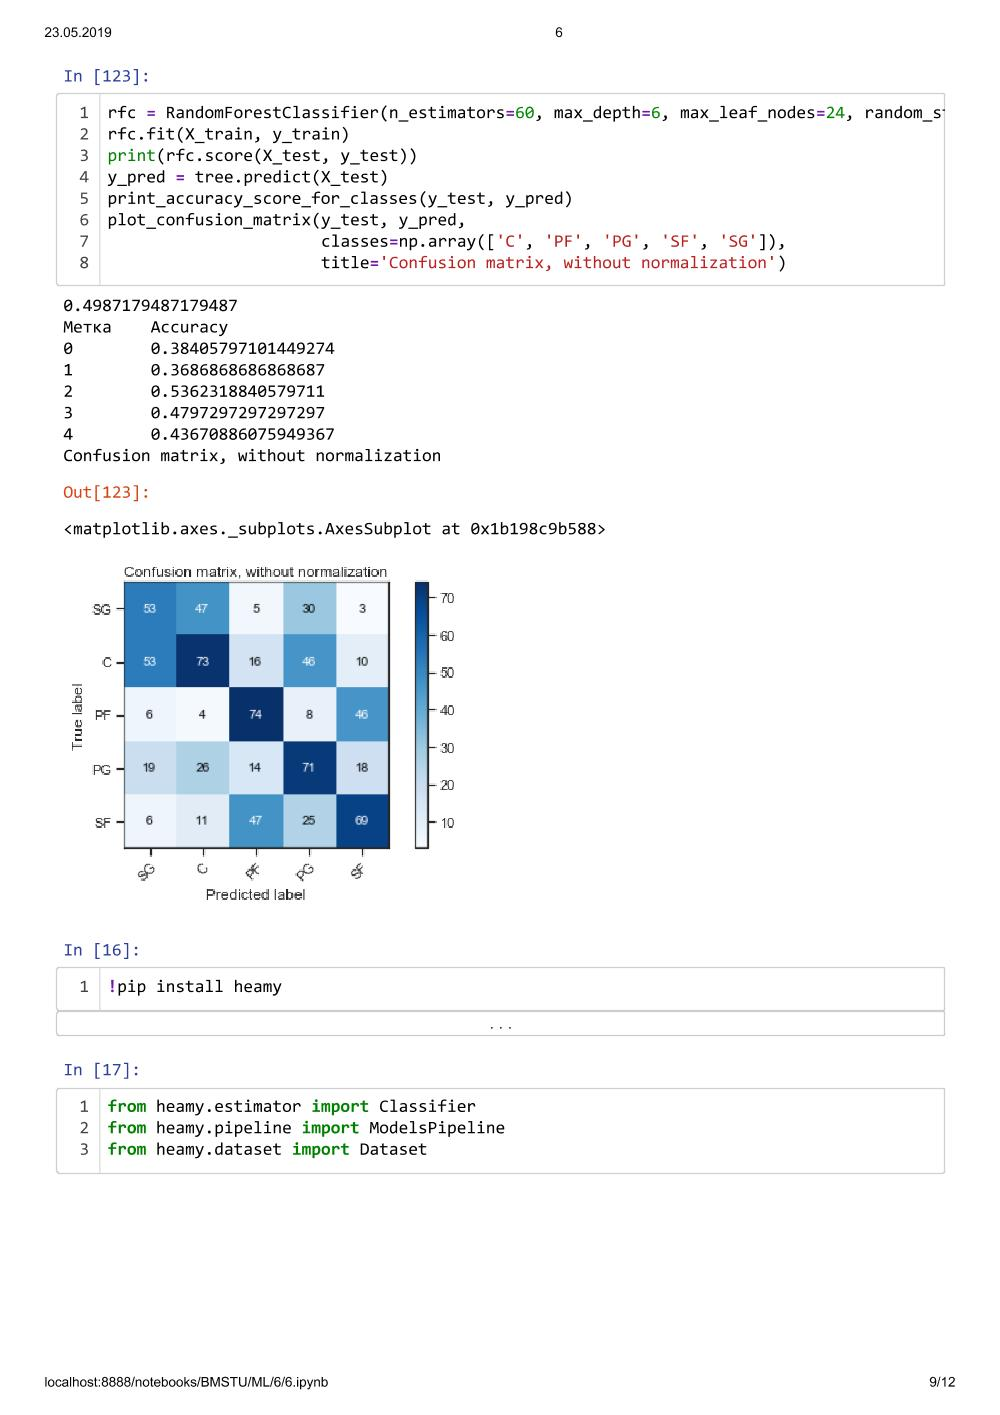 23.05.2019
6
In [123]:
1 rfc = RandomForestClassifier(n_estimators=60, max_depth=6, max_leaf_nodes=24,
2 rfc.fit(X_train, y_train)
3 print(rfc.score(X_test, y_test))
4 y_pred = tree.predict(X_test)
5 print_accuracy_score_for_classes(y_test, y_pred)
6 plot_confusion_matrix(y_test, y_pred,
7 classes=np.array(['C', 'PF', 'PG', 'SF', 'SG']),
8 title='Confusion matrix, without normalization')
0.4987179487179487
Метка Accuracy
0 0.38405797101449274
1 0.3686868686868687
2 0.5362318840579711
3 0.4797297297297297
4 0.43670886075949367
Confusion matrix, without normalization
Out[123]:
<matplotlib.axes._subplots.AxesSubplot at 0x1b198c9b588>
Confusion matrix, without normalization
SG 53 47 5 30 3
C 53 73 16 46 10
PF 6 4 74 8 46
PG 19 26 14 71 18
SF 6 11 47 25 69
True label
SG C PF PG SF
Predicted label
70
60
50
40
30
20
10
In [16]:
1 !pip install heamy
...
In [17]:
1 from heamy.estimator import Classifier
2 from heamy.pipeline import ModelsPipeline
3 from heamy.dataset import Dataset
localhost:8888/notebooks/BMSTU/ML/6/6.ipynb
9/12